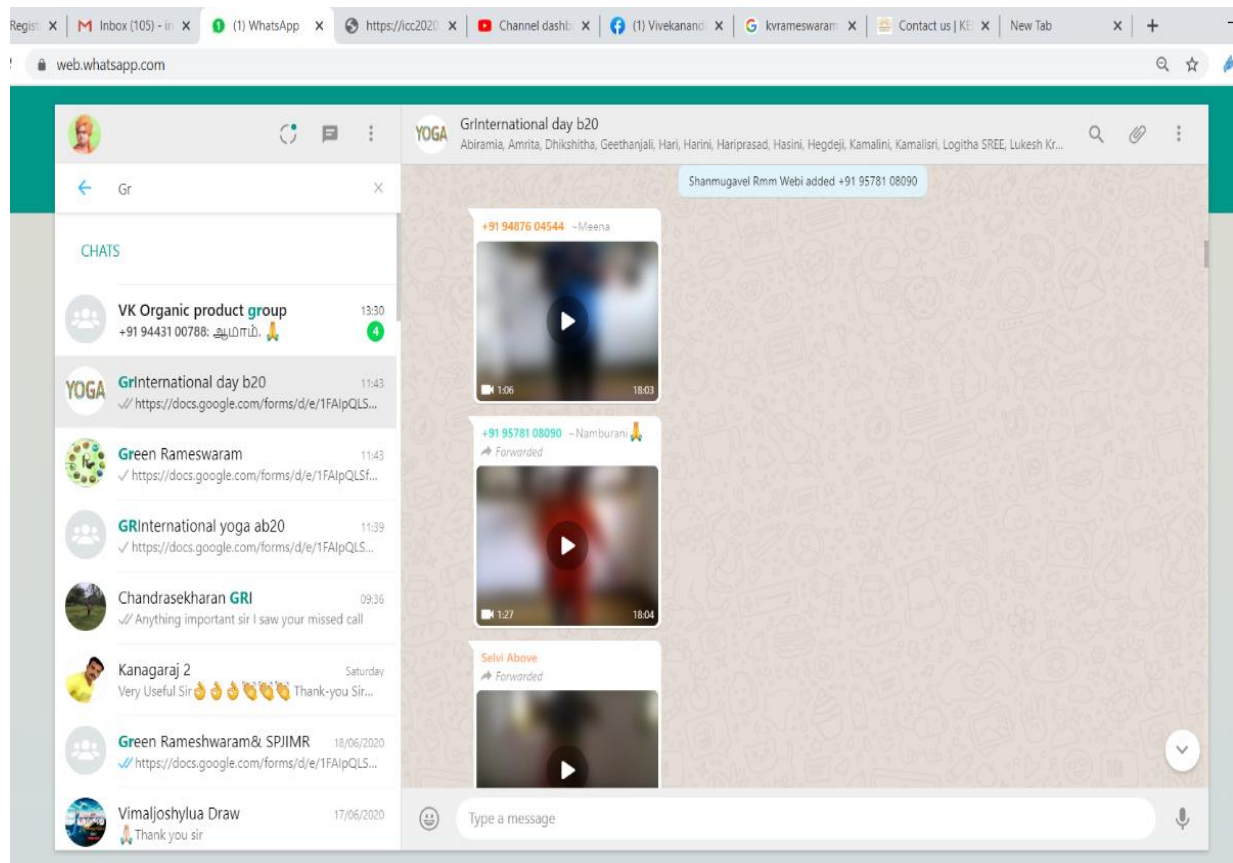 Regist
Inbox (105) - in
(1) WhatsApp
https://icc2020
Channel dashb
(1) Vivekanand
kvrameswaram
Contact us | KE
New Tab
web.whatsapp.com
Gr
CHATS
VK Organic product group 13:30
+91 94431 00788: ஆமாம். 🙏 4
YOGA
GrInternational day b20 11:43
https://docs.google.com/forms/d/e/1FAIpQLS...
Green Rameswaram 11:43
https://docs.google.com/forms/d/e/1FAIpQLSf...
GRInternational yoga ab20 11:39
https://docs.google.com/forms/d/e/1FAIpQLS...
Chandrasekharan GRI 09:36
Anything important sir I saw your missed call
Kanagaraj 2 Saturday
Very Useful Sir👌👌👌👏👏👏 Thank-you Sir...
Green Rameshwaram& SPJIMR 18/06/2020
https://docs.google.com/forms/d/e/1FAIpQLS...
Vimaljoshylua Draw 17/06/2020
🙏Thank you sir
YOGA
GrInternational day b20
Abiramia, Amrita, Dhikshitha, Geethanjali, Hari, Harini, Hariprasad, Hasini, Hegdeji, Kamalini, Kamalisri, Logitha SREE, Lukesh Kr...
Shanmugavel Rmm Webi added +91 95781 08090
+91 94876 04544 ~Meena
1:06 18:03
+91 95781 08090 ~Namburani🙏
Forwarded
1:27 18:04
Selvi Above
Forwarded
Type a message